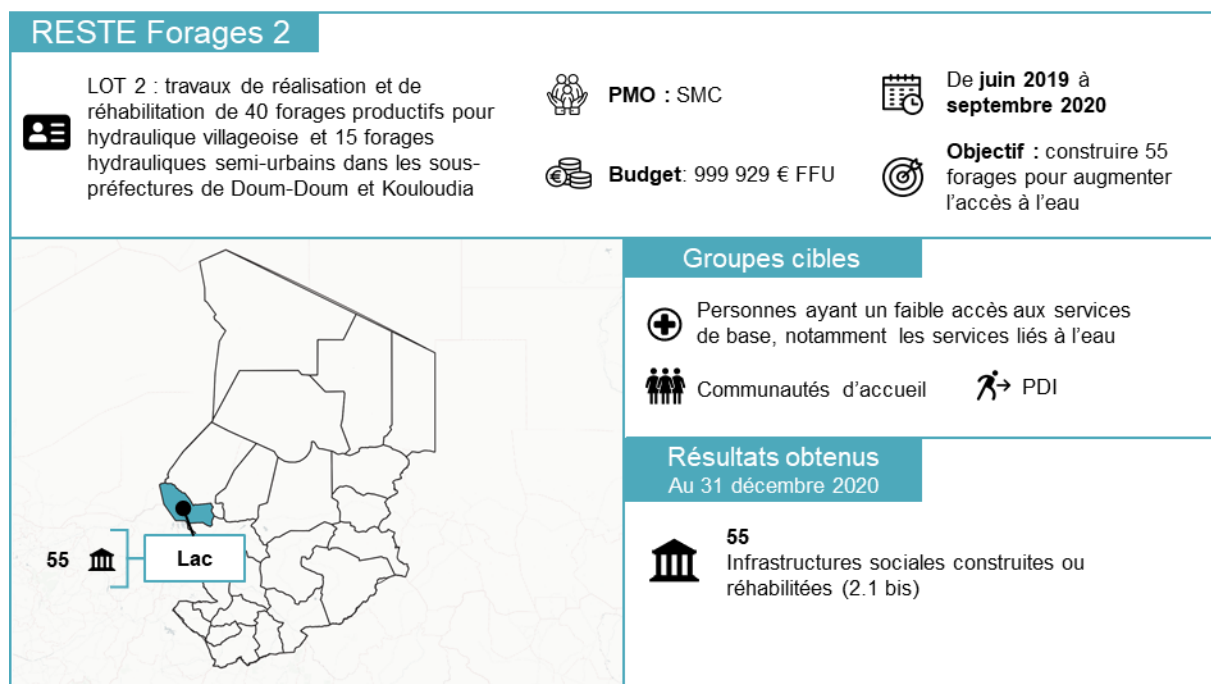 RESTE Forages 2
LOT 2 : travaux de réalisation et de
réhabilitation de 40 forages productifs pour
hydraulique villageoise et 15 forages
hydrauliques semi-urbains dans les sous-
préfectures de Doum-Doum et Kouloudia
PMO : SMC
Budget: 999 929 € FFU
De juin 2019 à
septembre 2020
Objectif : construire 55
forages pour augmenter
l'accès à l'eau
55
Lac
Groupes cibles
Personnes ayant un faible accès aux services
de base, notamment les services liés à l'eau
Communautés d'accueil
PDI
Résultats obtenus
Au 31 décembre 2020
55
Infrastructures sociales construites ou
réhabilitées (2.1 bis)